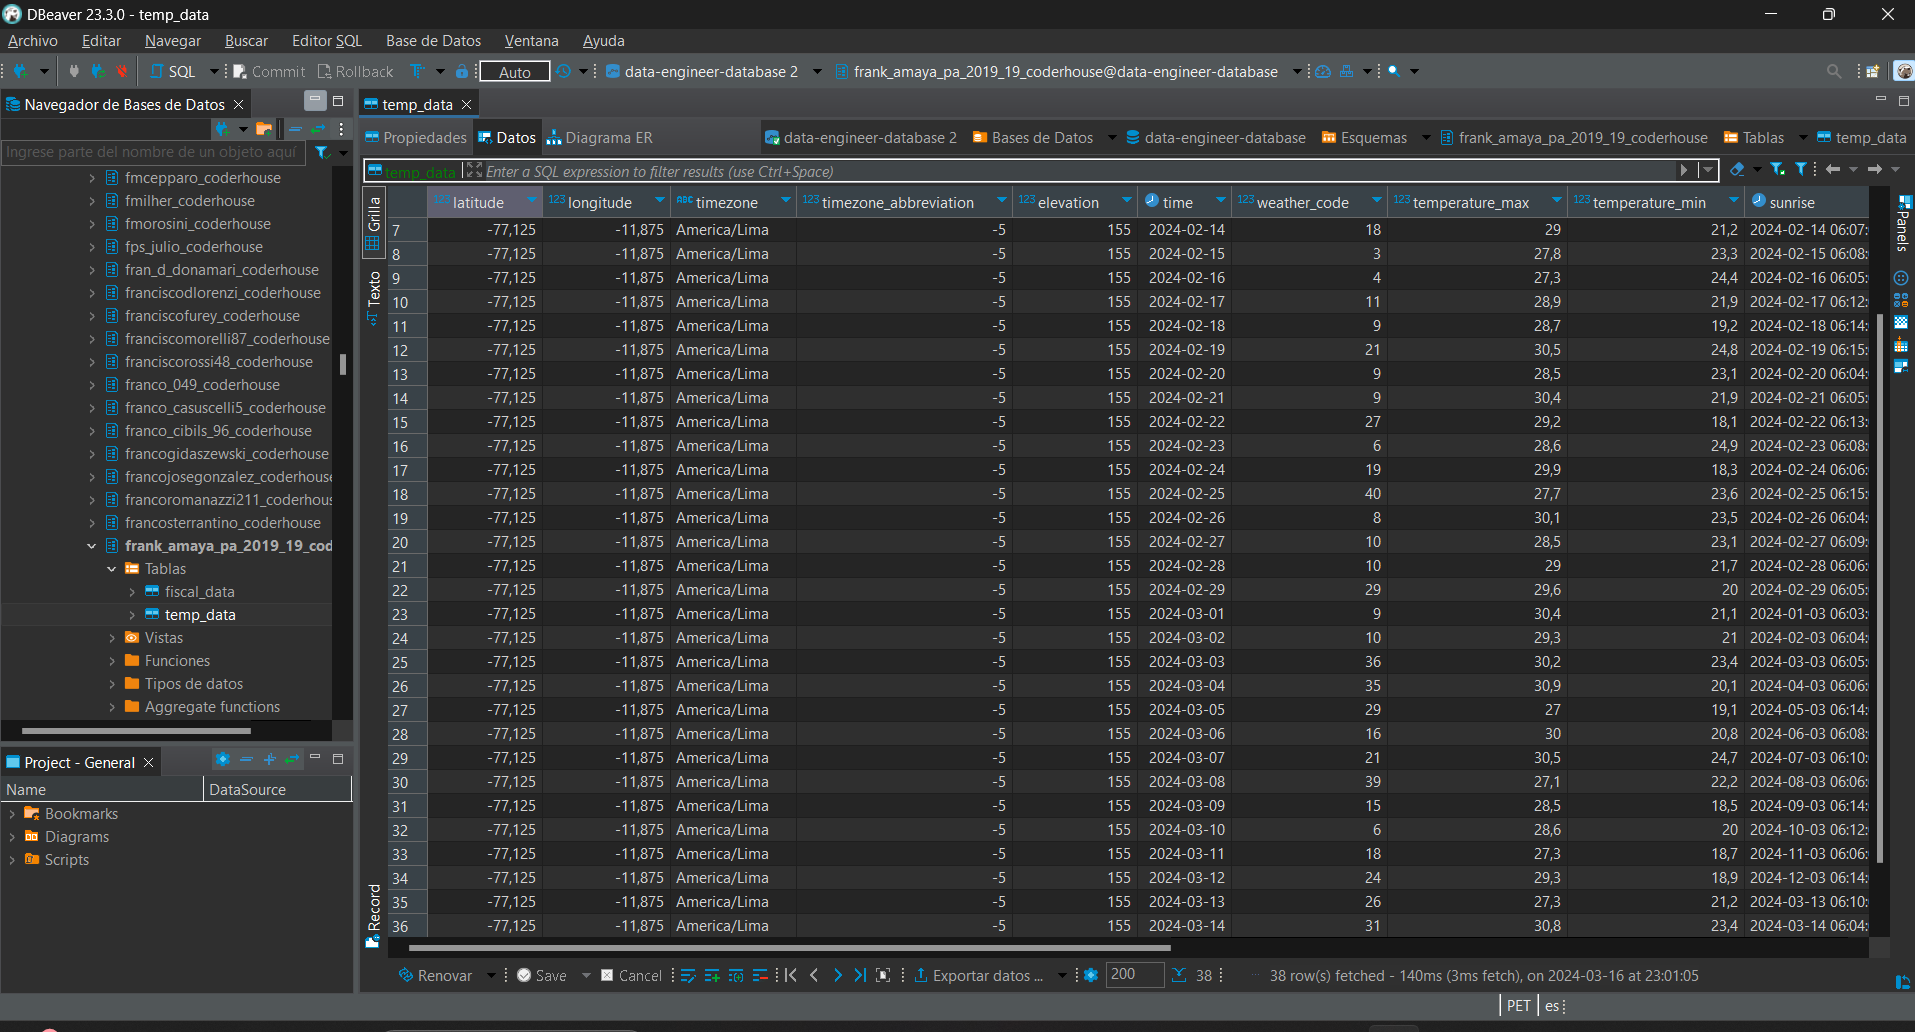 DBeaver 23.3.0 - temp_data
Archivo Editar Navegar Buscar Editor SQL Base de Datos Ventana Ayuda
SQL Commit Rollback Auto data-engineer-database 2 frank_amaya_pa_2019_19_coderhouse@data-engineer-database
Navegador de Bases de Datos
Ingrese parte del nombre de un objeto aquí
fmcepparo_coderhouse
fmilher_coderhouse
fmorosini_coderhouse
fps_julio_coderhouse
fran_d_donamari_coderhouse
franciscodlorenzi_coderhouse
franciscofurey_coderhouse
franciscomorelli87_coderhouse
franciscorossi48_coderhouse
franco_049_coderhouse
franco_casuscelli5_coderhouse
franco_cibils_96_coderhouse
francogidaszewski_coderhouse
francojosegonzalez_coderhouse
francoromanazzi211_coderhous
francosterrantino_coderhouse
frank_amaya_pa_2019_19_cod
Tablas
fiscal_data
temp_data
Vistas
Funciones
Tipos de datos
Aggregate functions
Project - General
Name DataSource
Bookmarks
Diagrams
Scripts
temp_data
Propiedades Datos Diagrama ER data-engineer-database 2 Bases de Datos data-engineer-database Esquemas frank_amaya_pa_2019_19_coderhouse Tablas temp_data
temp_data Enter a SQL expression to filter results (use Ctrl+Space)
Grilla
Texto
Record
123 latitude 123 longitude ABC timezone 123 timezone_abbreviation 123 elevation time 123 weather_code 123 temperature_max 123 temperature_min sunrise
7 -77,125 -11,875 America/Lima -5 155 2024-02-14 18 29 21,2 2024-02-14 06:07:
8 -77,125 -11,875 America/Lima -5 155 2024-02-15 3 27,8 23,3 2024-02-15 06:08:
9 -77,125 -11,875 America/Lima -5 155 2024-02-16 4 27,3 24,4 2024-02-16 06:05:
10 -77,125 -11,875 America/Lima -5 155 2024-02-17 11 28,9 21,9 2024-02-17 06:12:
11 -77,125 -11,875 America/Lima -5 155 2024-02-18 9 28,7 19,2 2024-02-18 06:14:
12 -77,125 -11,875 America/Lima -5 155 2024-02-19 21 30,5 24,8 2024-02-19 06:15:
13 -77,125 -11,875 America/Lima -5 155 2024-02-20 9 28,5 23,1 2024-02-20 06:04:
14 -77,125 -11,875 America/Lima -5 155 2024-02-21 9 30,4 21,9 2024-02-21 06:05:
15 -77,125 -11,875 America/Lima -5 155 2024-02-22 27 29,2 18,1 2024-02-22 06:13:
16 -77,125 -11,875 America/Lima -5 155 2024-02-23 6 28,6 24,9 2024-02-23 06:08:
17 -77,125 -11,875 America/Lima -5 155 2024-02-24 19 29,9 18,3 2024-02-24 06:06:
18 -77,125 -11,875 America/Lima -5 155 2024-02-25 40 27,7 23,6 2024-02-25 06:15:
19 -77,125 -11,875 America/Lima -5 155 2024-02-26 8 30,1 23,5 2024-02-26 06:04:
20 -77,125 -11,875 America/Lima -5 155 2024-02-27 10 28,5 23,1 2024-02-27 06:09:
21 -77,125 -11,875 America/Lima -5 155 2024-02-28 10 29 21,7 2024-02-28 06:06:
22 -77,125 -11,875 America/Lima -5 155 2024-02-29 29 29,6 20 2024-02-29 06:05:
23 -77,125 -11,875 America/Lima -5 155 2024-03-01 9 30,4 21,1 2024-01-03 06:03:
24 -77,125 -11,875 America/Lima -5 155 2024-03-02 10 29,3 21 2024-02-03 06:04:
25 -77,125 -11,875 America/Lima -5 155 2024-03-03 36 30,2 23,4 2024-03-03 06:05:
26 -77,125 -11,875 America/Lima -5 155 2024-03-04 35 30,9 20,1 2024-04-03 06:06:
27 -77,125 -11,875 America/Lima -5 155 2024-03-05 29 27 19,1 2024-05-03 06:14:
28 -77,125 -11,875 America/Lima -5 155 2024-03-06 16 30 20,8 2024-06-03 06:08:
29 -77,125 -11,875 America/Lima -5 155 2024-03-07 21 30,5 24,7 2024-07-03 06:10:
30 -77,125 -11,875 America/Lima -5 155 2024-03-08 39 27,1 22,2 2024-08-03 06:06:
31 -77,125 -11,875 America/Lima -5 155 2024-03-09 15 28,5 18,5 2024-09-03 06:14:
32 -77,125 -11,875 America/Lima -5 155 2024-03-10 6 28,6 20 2024-10-03 06:12:
33 -77,125 -11,875 America/Lima -5 155 2024-03-11 18 27,3 18,7 2024-11-03 06:06:
34 -77,125 -11,875 America/Lima -5 155 2024-03-12 24 29,3 18,9 2024-12-03 06:14:
35 -77,125 -11,875 America/Lima -5 155 2024-03-13 26 27,3 21,2 2024-03-13 06:10:
36 -77,125 -11,875 America/Lima -5 155 2024-03-14 31 30,8 23,4 2024-03-14 06:04:
Panels
Renovar Save Cancel Exportar datos ... 200 38 38 row(s) fetched - 140ms (3ms fetch), on 2024-03-16 at 23:01:05
PET es